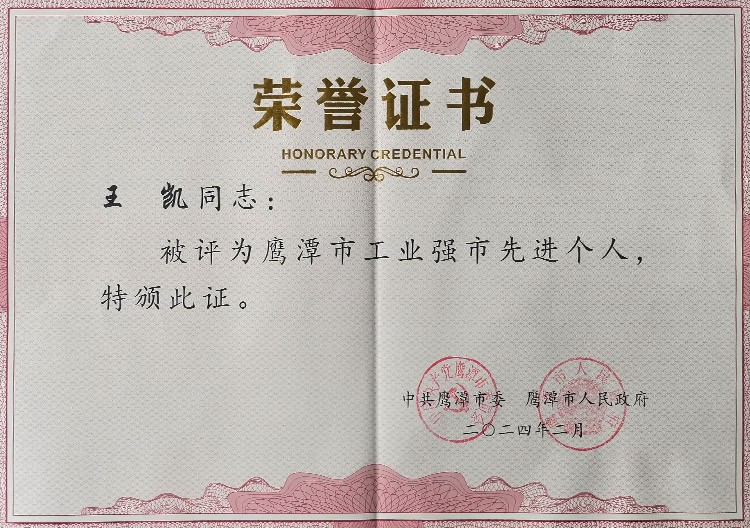 荣誉证书
HONORARY CREDENTIAL
王 凯同志：
被评为鹰潭市工业强市先进个人，
特颁此证。
中共鹰潭市委 鹰潭市人民政府
二〇二四年二月